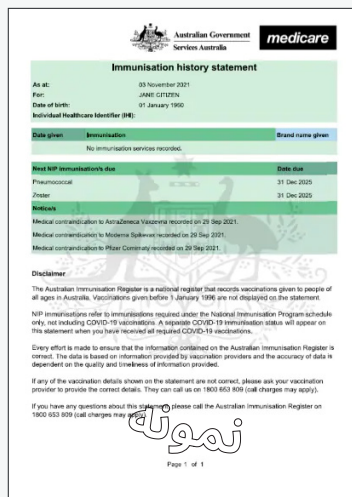 Australian Government
Services Australia
medicare
Immunisation history statement
As at: 03 November 2021
For: JANE CITIZEN
Date of birth: 01 January 1960
Individual Healthcare Identifier (IHI):
Date given Immunisation Brand name given
No immunisation services recorded.
Next NIP immunisation/s due Date due
Pneumococcal 31 Dec 2025
Zoster 31 Dec 2025
Notice/s
Medical contraindication to AstraZeneca Vaxzevria recorded on 29 Sep 2021.
Medical contraindication to Moderna Spikevax recorded on 29 Sep 2021.
Medical contraindication to Pfizer Comirnaty recorded on 29 Sep 2021.
Disclaimer
The Australian Immunisation Register is a national register that records vaccinations given to people of
all ages in Australia. Vaccinations given before 1 January 1996 are not displayed on the statement.
NIP immunisations refer to immunisations required under the National Immunisation Program schedule
only, not including COVID-19 vaccinations. A separate COVID-19 immunisation status will appear on
this statement when you have received all required COVID-19 vaccinations.
Every effort is made to ensure that the information contained on the Australian Immunisation Register is
correct. The data is based on information provided by vaccination providers and the accuracy of data is
dependent on the quality and timeliness of information provided.
If any of the vaccination details shown on the statement are not correct, please ask your vaccination
provider to provide the correct details. They can call us on 1800 653 809 (call charges may apply).
If you have any questions about this statement, please call the Australian Immunisation Register on
1800 653 809 (call charges may apply).
نمونه
Page 1 of 1